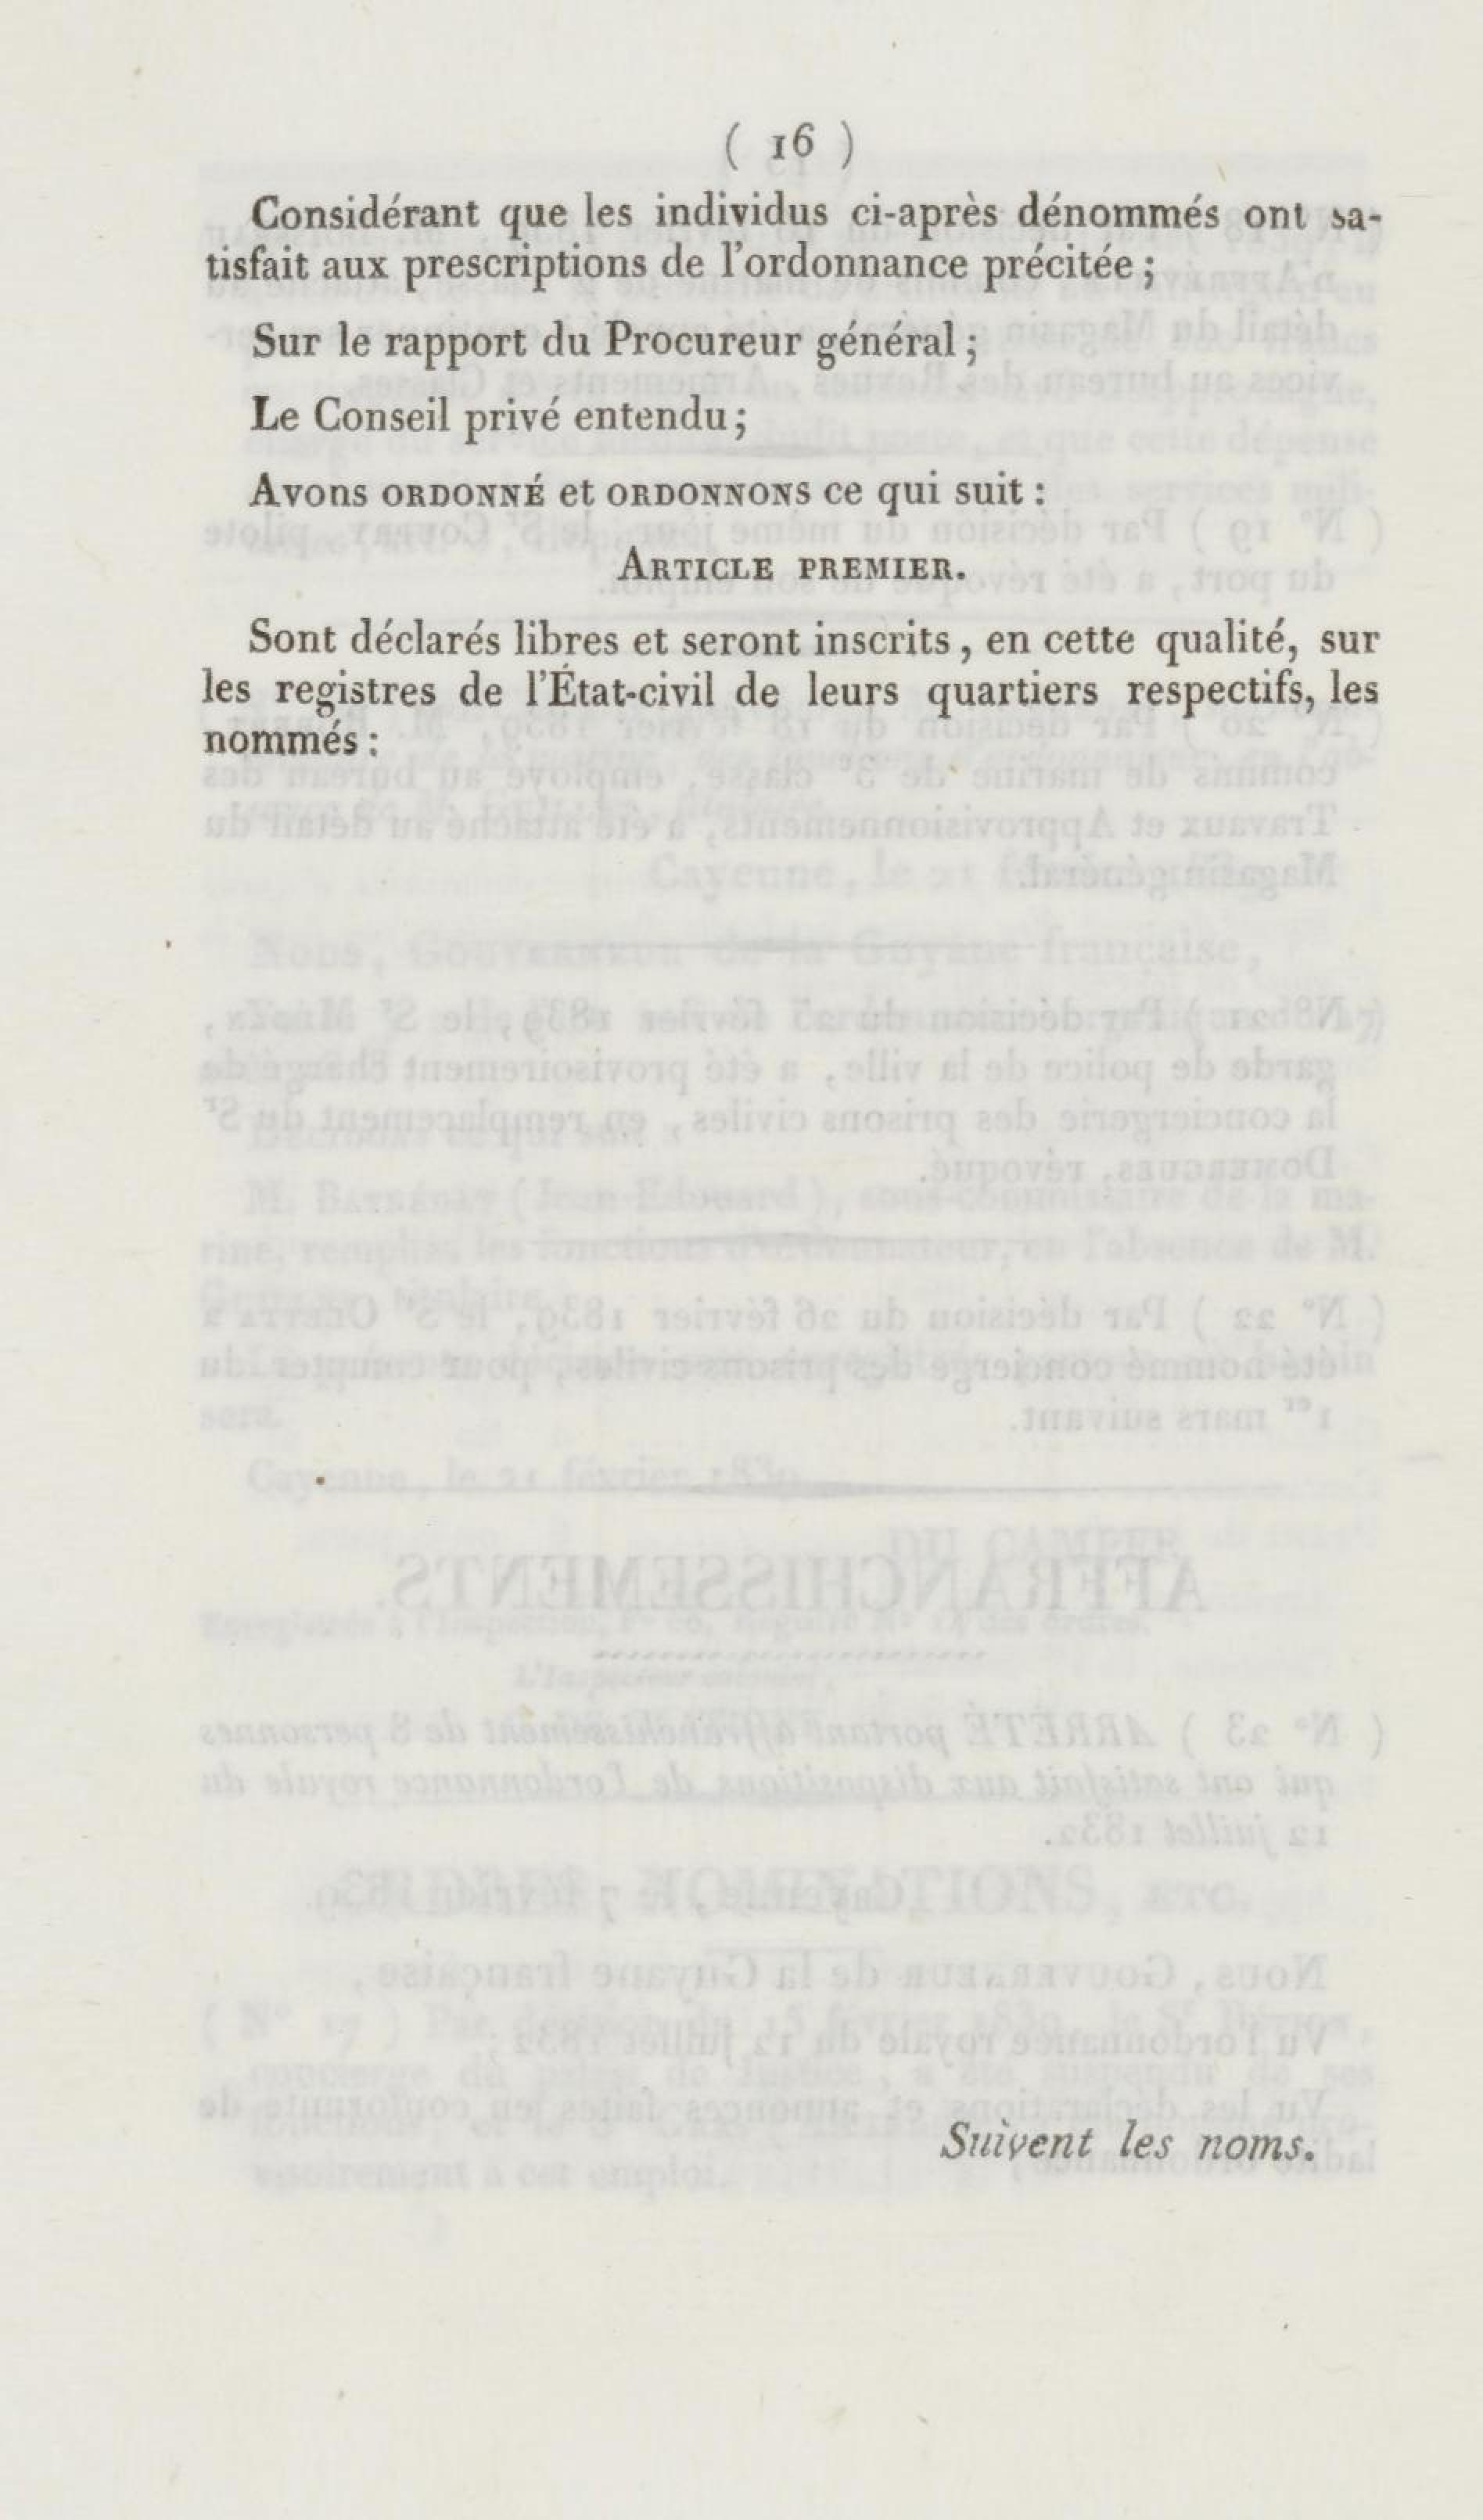 ( 16 )
Considérant que les individus ci-après dénommés ont sa-
tisfait aux prescriptions de l'ordonnance précitée ;
Sur le rapport du Procureur général ;
Le Conseil privé entendu ;
Avons ORDONNÉ et ORDONNONS ce qui suit :
ARTICLE PREMIER.
Sont déclarés libres et seront inscrits , en cette qualité, sur
les registres de l'État-civil de leurs quartiers respectifs, les
nommés :
Suivent les noms.